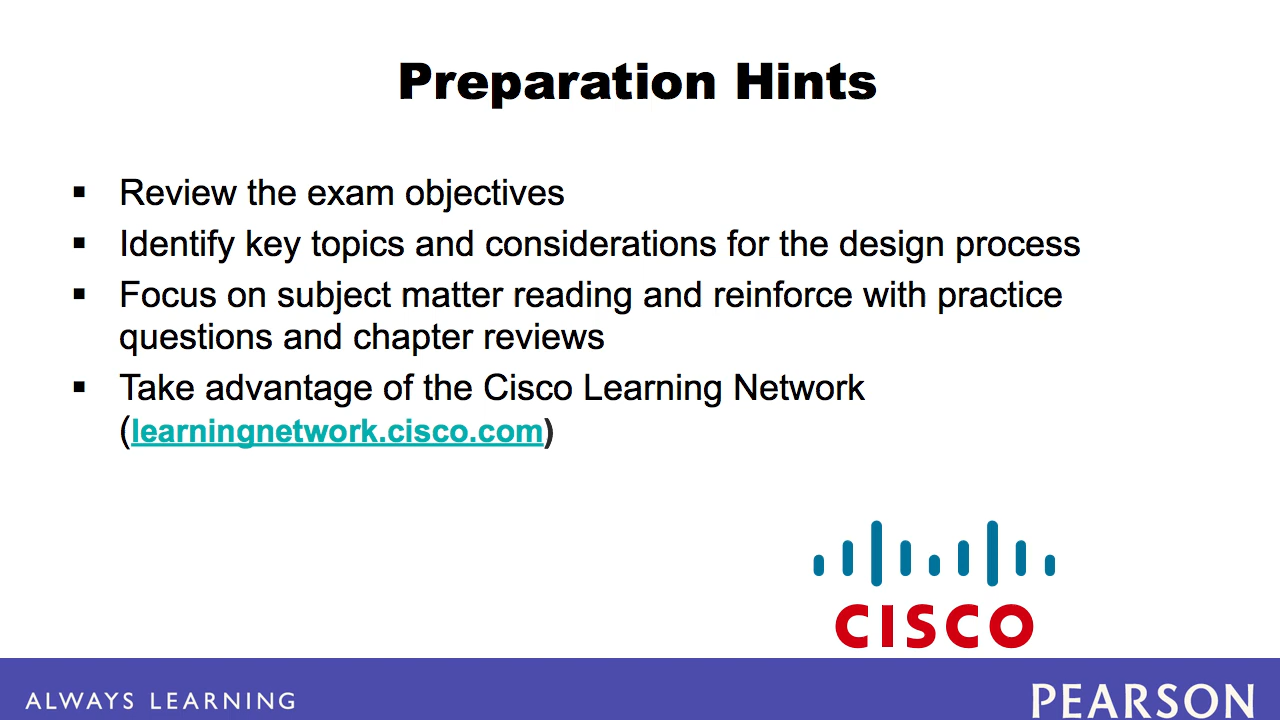 Preparation Hints
▪ Review the exam objectives
▪ Identify key topics and considerations for the design process
▪ Focus on subject matter reading and reinforce with practice
questions and chapter reviews
▪ Take advantage of the Cisco Learning Network
(learningnetwork.cisco.com)
CISCO
ALWAYS LEARNING
PEARSON